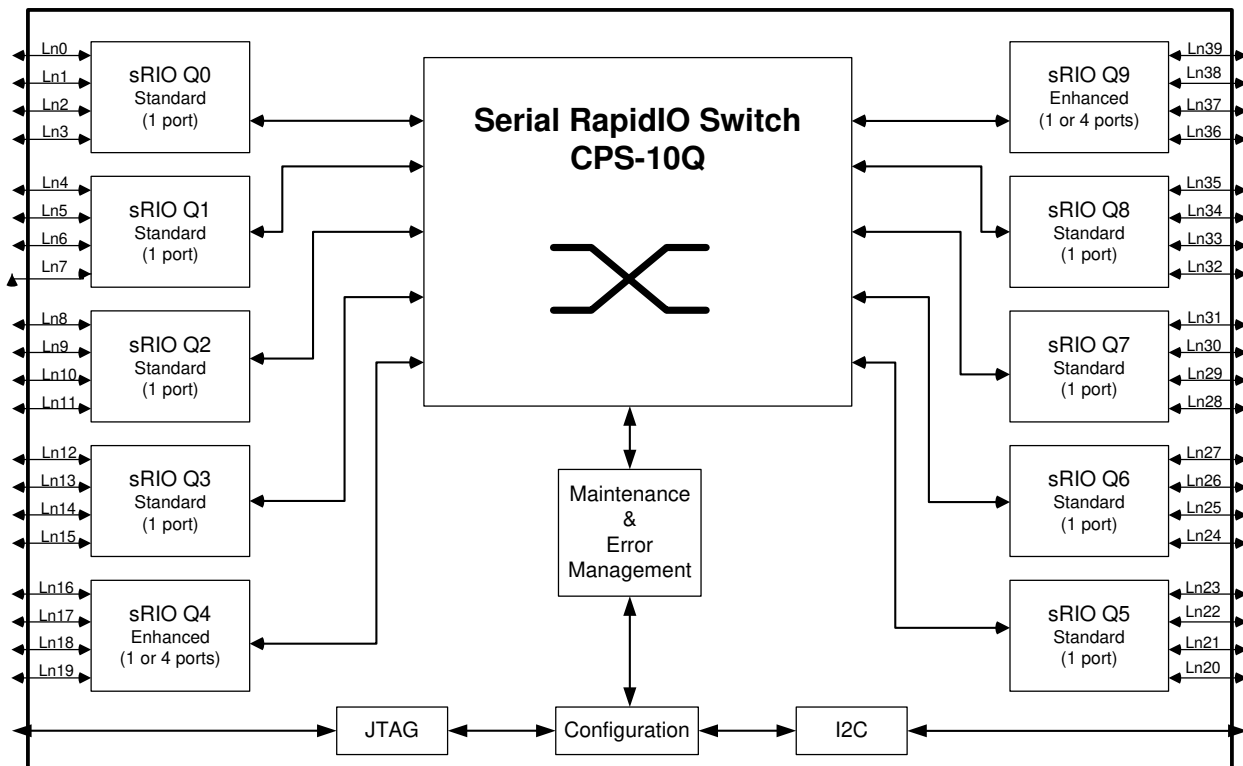 Ln0
Ln1
Ln2
Ln3
sRIO Q0
Standard
(1 port)
Ln4
Ln5
Ln6
Ln7
sRIO Q1
Standard
(1 port)
Ln8
Ln9
Ln10
Ln11
sRIO Q2
Standard
(1 port)
Ln12
Ln13
Ln14
Ln15
sRIO Q3
Standard
(1 port)
Ln16
Ln17
Ln18
Ln19
sRIO Q4
Enhanced
(1 or 4 ports)
Serial RapidIO Switch
CPS-10Q
Maintenance
&
Error
Management
JTAG
Configuration
I2C
sRIO Q9
Enhanced
(1 or 4 ports)
Ln39
Ln38
Ln37
Ln36
sRIO Q8
Standard
(1 port)
Ln35
Ln34
Ln33
Ln32
sRIO Q7
Standard
(1 port)
Ln31
Ln30
Ln29
Ln28
sRIO Q6
Standard
(1 port)
Ln27
Ln26
Ln25
Ln24
sRIO Q5
Standard
(1 port)
Ln23
Ln22
Ln21
Ln20